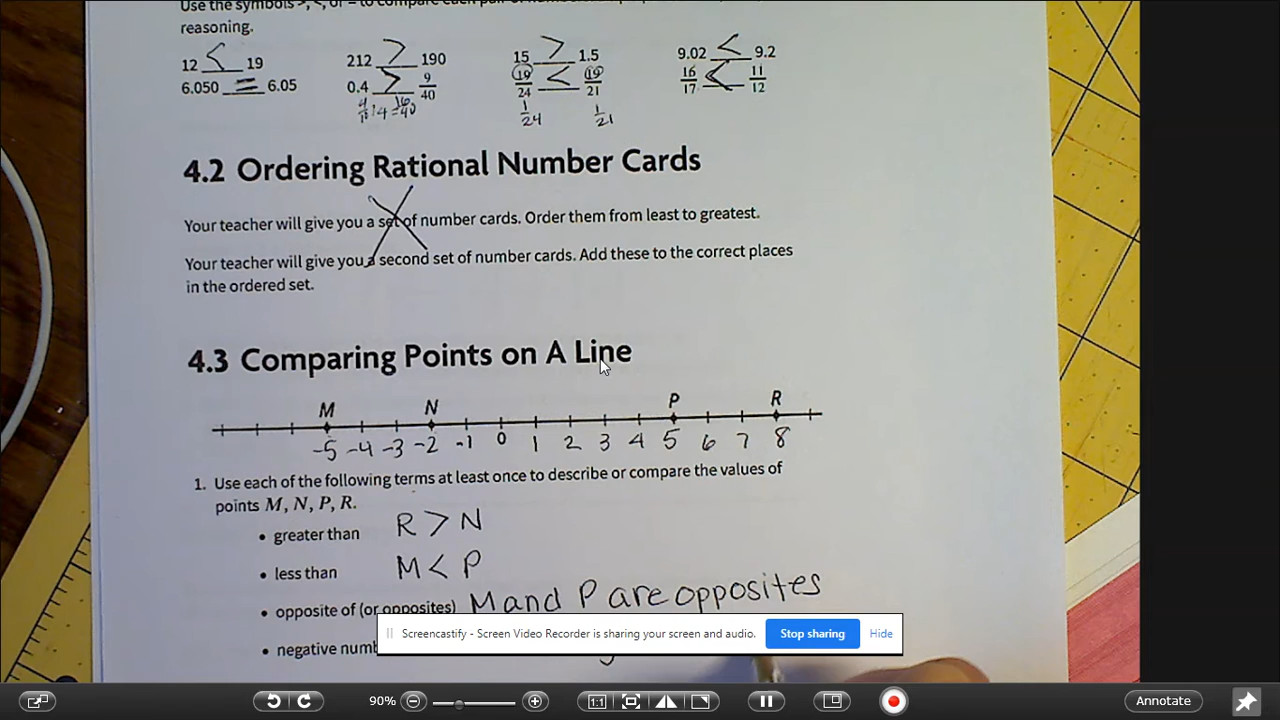 Use the symbols
reasoning.
12 < 19 212 > 190 15 > 1.5 9.02 < 9.2
6.050 = 6.05 0.4 > 9/40 19/24 < 19/21 16/17 < 11/12
1/24 1/21
4.2 Ordering Rational Number Cards
Your teacher will give you a set of number cards. Order them from least to greatest.
Your teacher will give you a second set of number cards. Add these to the correct places
in the ordered set.
4.3 Comparing Points on A Line
M N P R
-5 -4 -3 -2 -1 0 1 2 3 4 5 6 7 8
1. Use each of the following terms at least once to describe or compare the values of
points M, N, P, R.
• greater than R > N
• less than M < P
• opposite of (or opposites) M and P are opposites
• negative
Screencastify - Screen Video Recorder is sharing your screen and audio. Stop sharing Hide
90% 1:1 Annotate